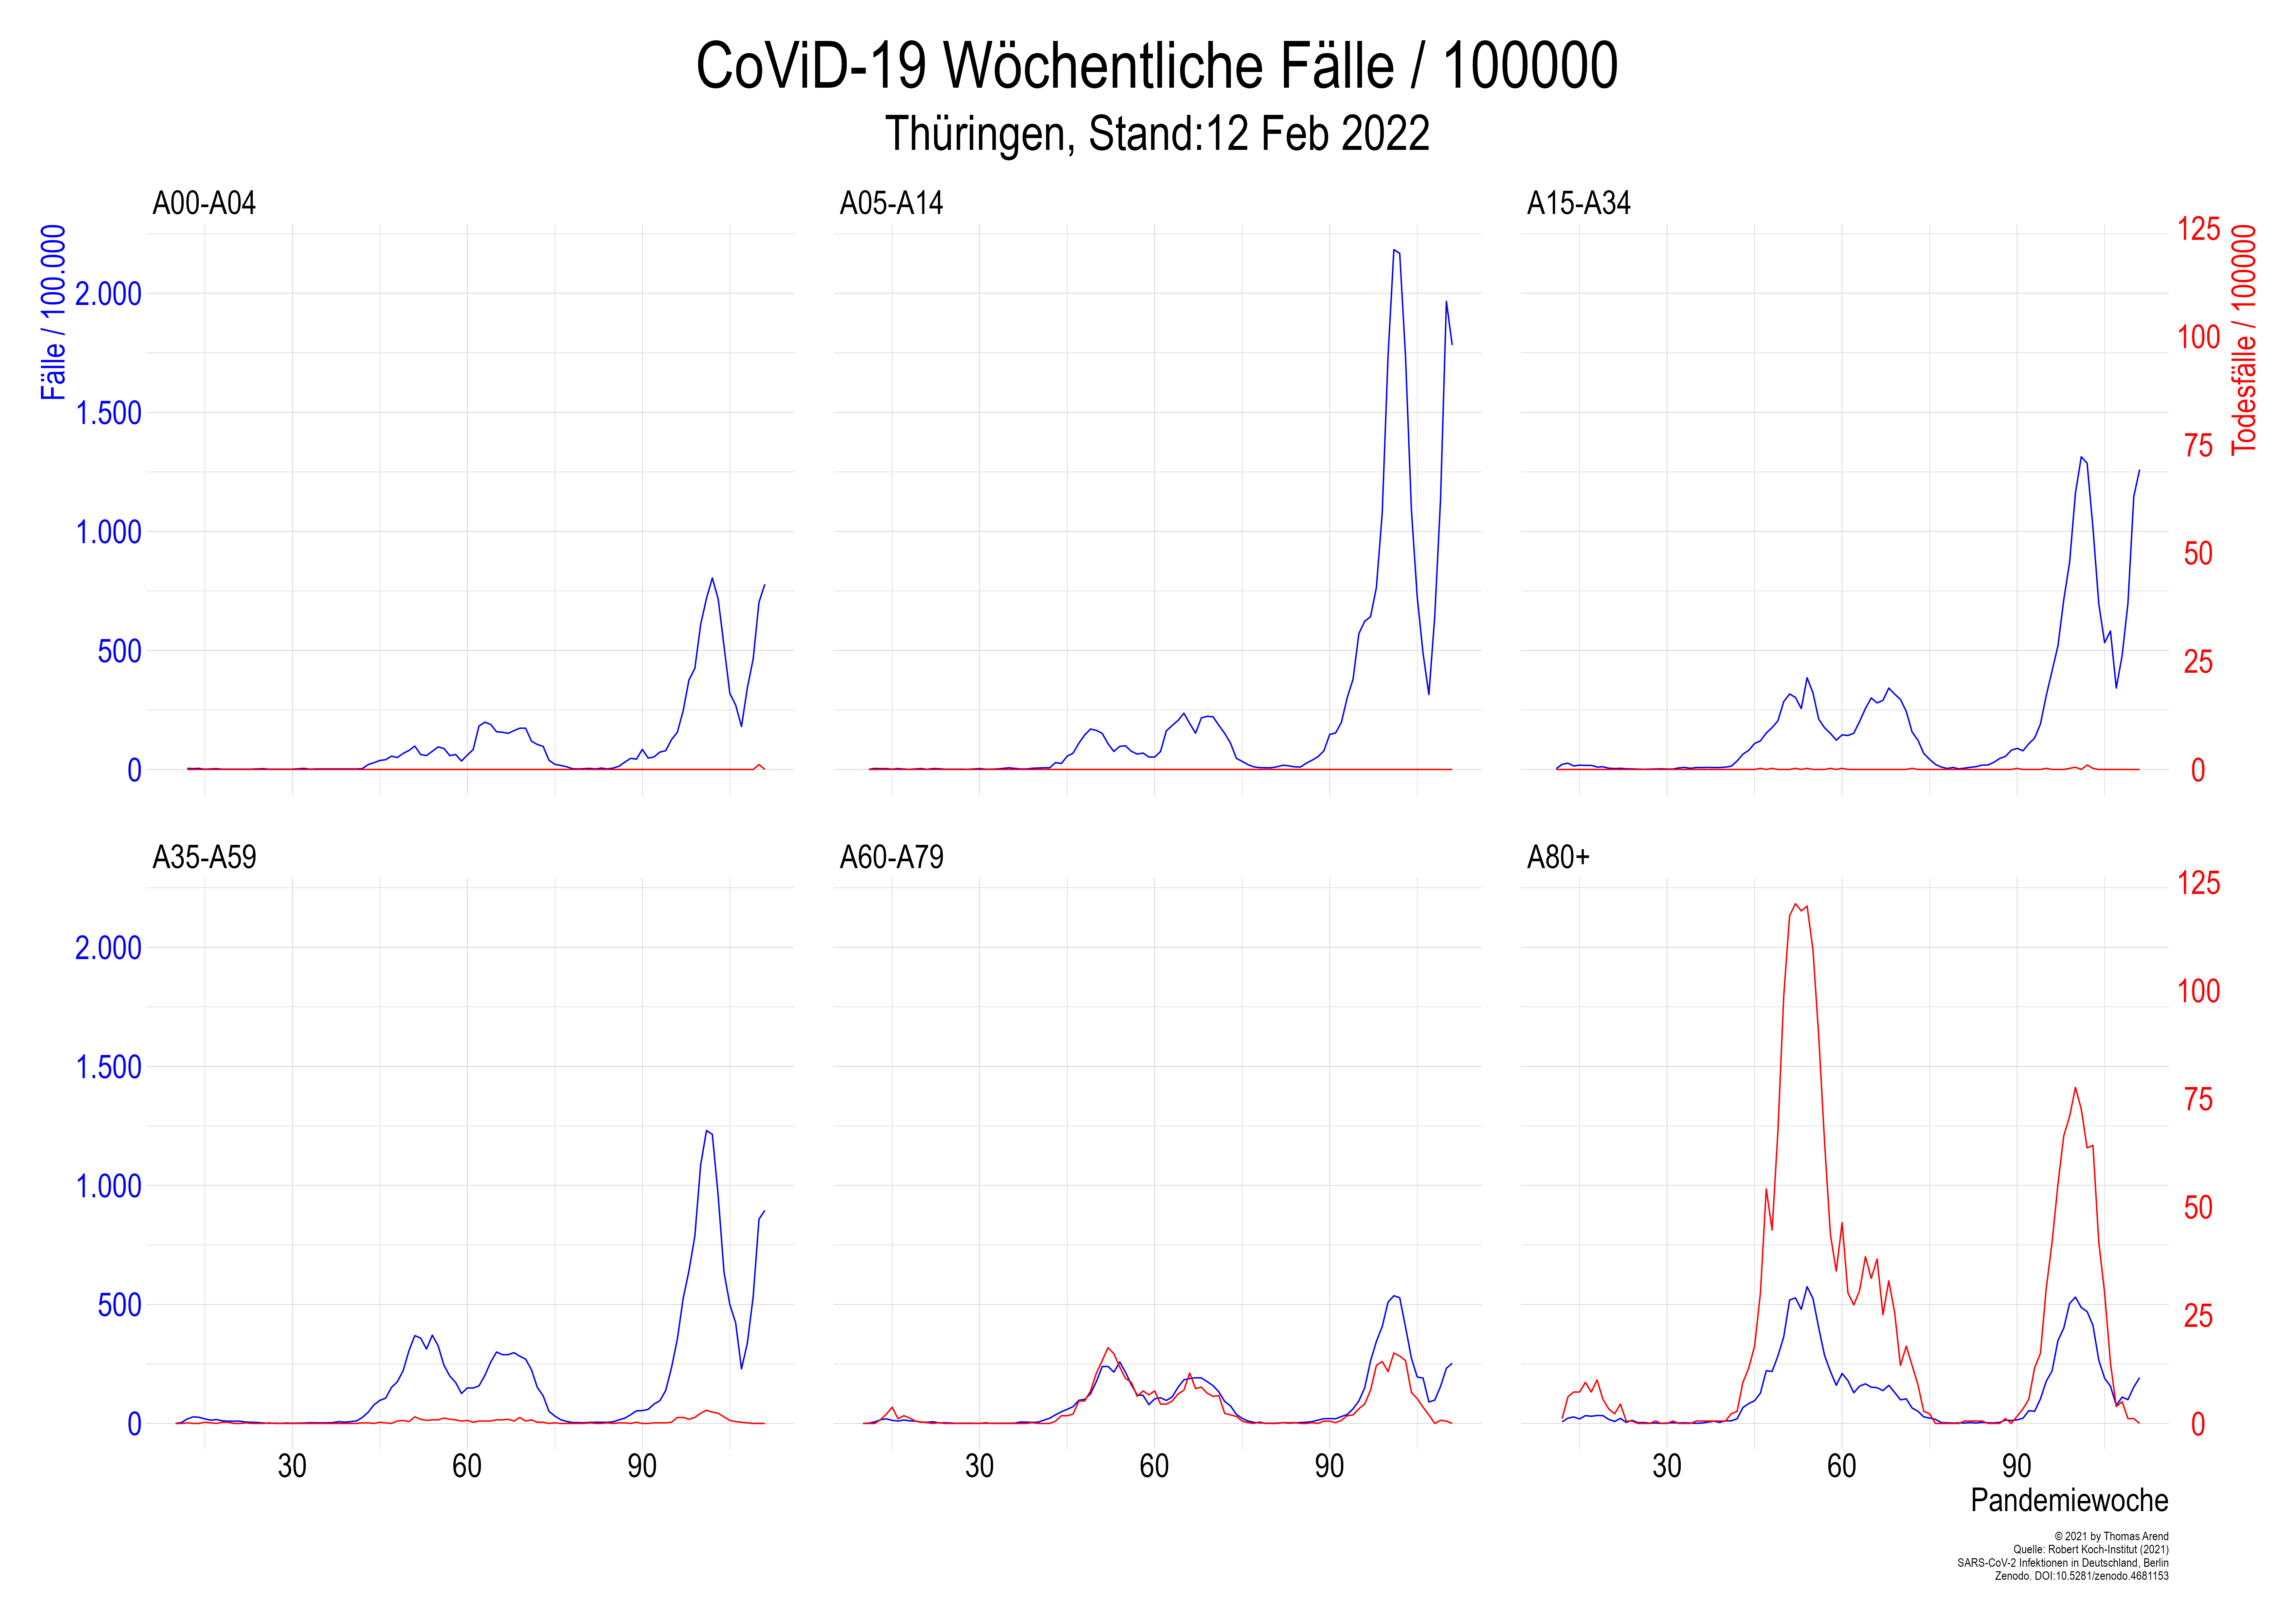 CoViD-19 Wöchentliche Fälle / 100000
Thüringen, Stand:12 Feb 2022
A00-A04
A05-A14
A15-A34
Fälle / 100.000
2.000
1.500
1.000
500
0
125
100
75
50
25
0
Todesfälle / 100000
A35-A59
A60-A79
A80+
2.000
1.500
1.000
500
0
125
100
75
50
25
0
30 60 90
30 60 90
30 60 90
Pandemiewoche
© 2021 by Thomas Arend
Quelle: Robert Koch-Institut (2021)
SARS-CoV-2 Infektionen in Deutschland, Berlin
Zenodo. DOI:10.5281/zenodo.4681153